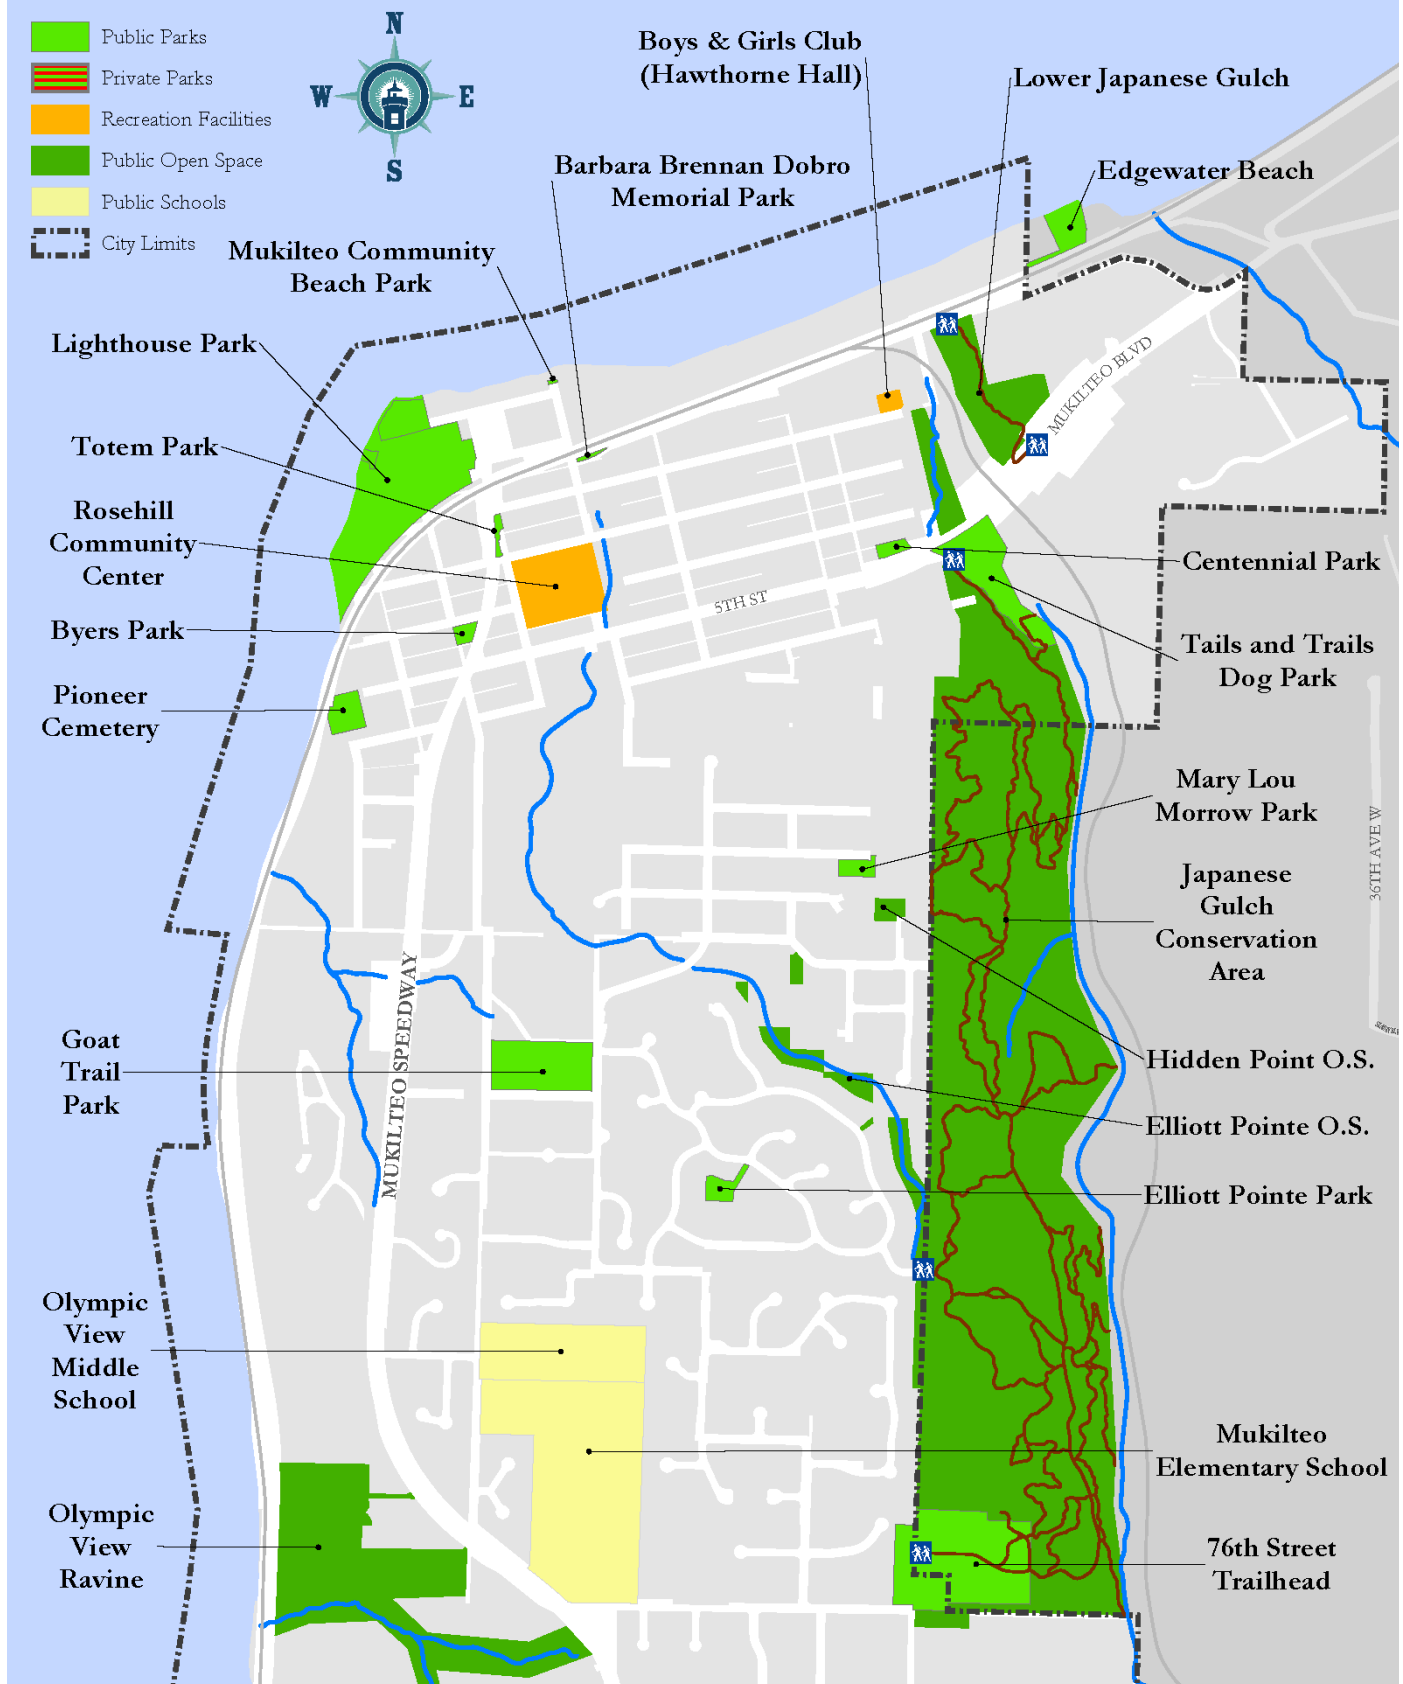 Public Parks
Private Parks
Recreation Facilities
Public Open Space
Public Schools
City Limits
N
W
E
S
Boys & Girls Club
(Hawthorne Hall)
Lower Japanese Gulch
Barbara Brennan Dobro
Memorial Park
Edgewater Beach
Mukilteo Community
Beach Park
Lighthouse Park
MUKILTEO BLVD
Totem Park
Rosehill
Community
Center
Centennial Park
5TH ST
Byers Park
Tails and Trails
Dog Park
Pioneer
Cemetery
Mary Lou
Morrow Park
36TH AVE W
Japanese
Gulch
Conservation
Area
MUKILTEO SPEEDWAY
Goat
Trail
Park
Hidden Point O.S.
Elliott Pointe O.S.
Elliott Pointe Park
Olympic
View
Middle
School
Mukilteo
Elementary School
Olympic
View
Ravine
76th Street
Trailhead